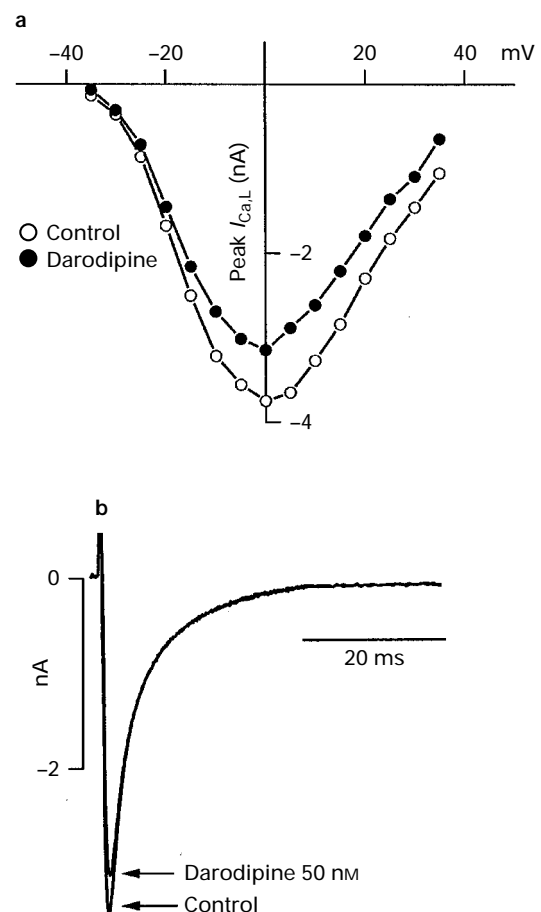 a
−40 −20 20 40 mV
Peak I_Ca,L (nA)
Control
Darodipine
−2
−4
b
0
nA
20 ms
−2
Darodipine 50 nM
Control